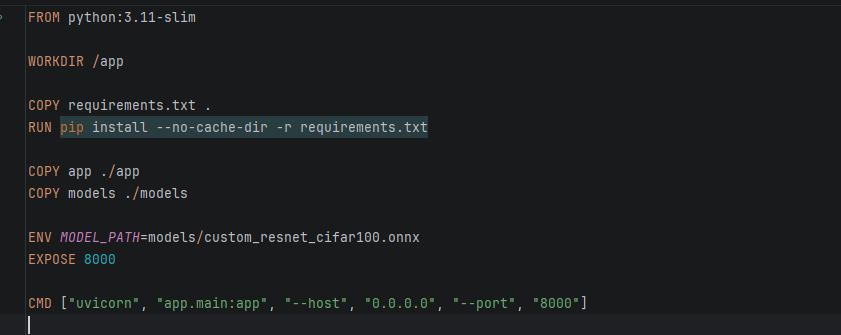 FROM python:3.11-slim
WORKDIR /app
COPY requirements.txt .
RUN pip install --no-cache-dir -r requirements.txt
COPY app ./app
COPY models ./models
ENV MODEL_PATH=models/custom_resnet_cifar100.onnx
EXPOSE 8000
CMD ["uvicorn", "app.main:app", "--host", "0.0.0.0", "--port", "8000"]